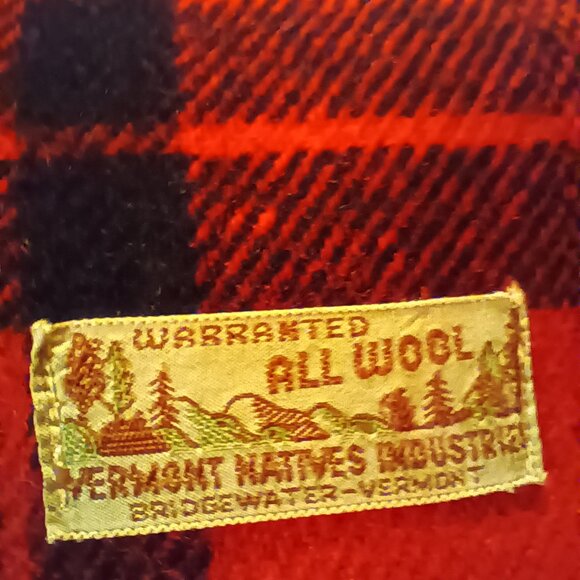 WARRANTED
ALL WOOL
VERMONT NATIVES INDUSTRIES
BRIDGEWATER-VERMONT